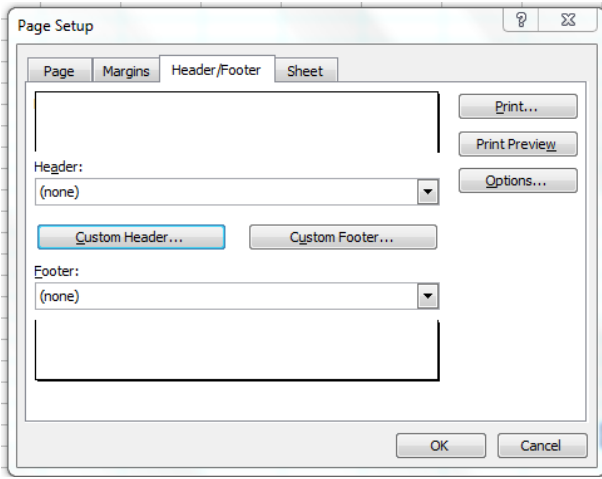 Page Setup
Page Margins Header/Footer Sheet
Print...
Print Preview
Header:
Options...
(none)
Custom Header... Custom Footer...
Footer:
(none)
OK Cancel